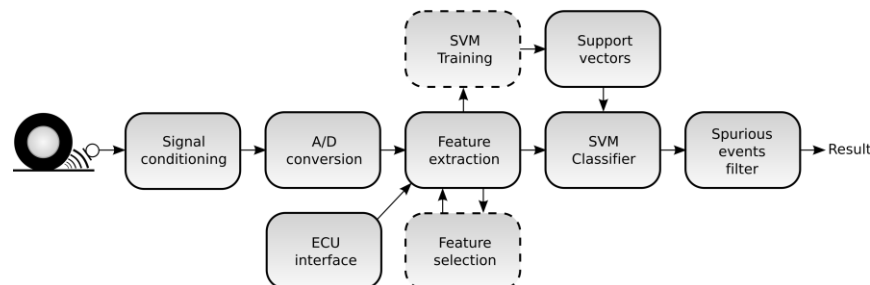 SVM
Training
Support
vectors
Signal
conditioning
A/D
conversion
Feature
extraction
SVM
Classifier
Spurious
events
filter
Result
ECU
interface
Feature
selection